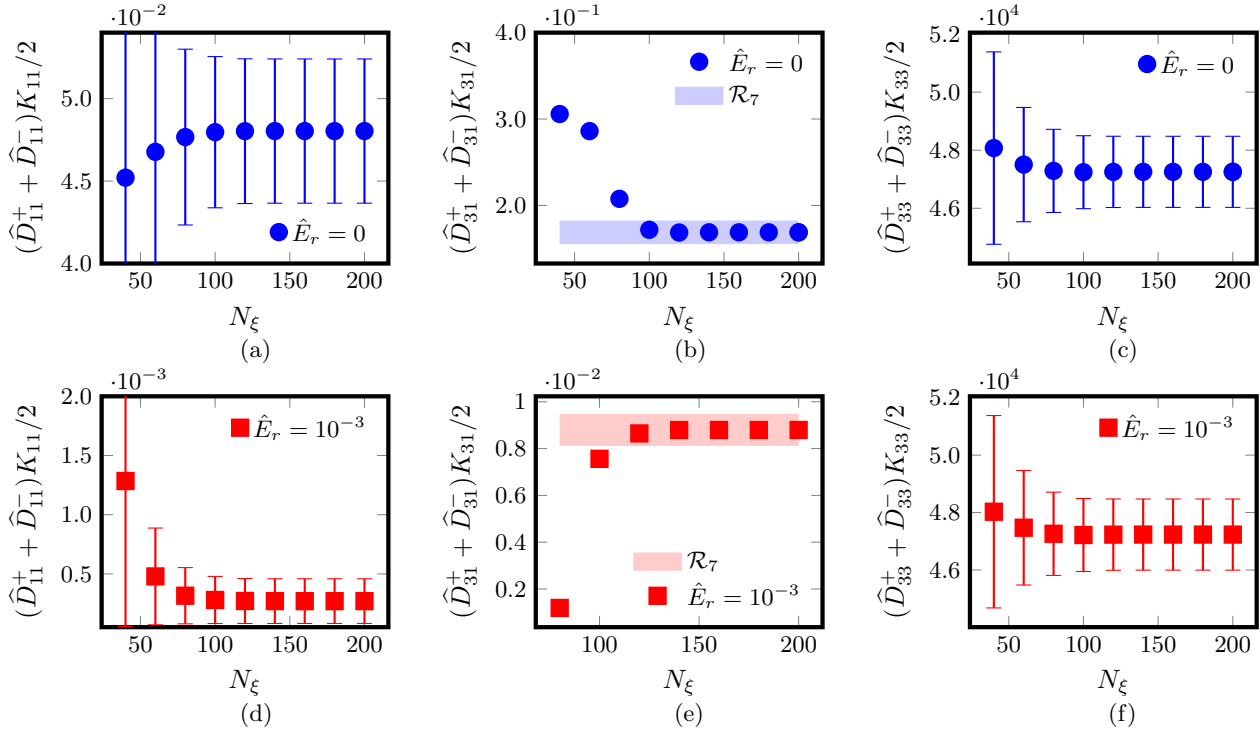 ·10⁻²
(D̂₁₁⁺ + D̂₁₁⁻)K₁₁/2
5.0
4.5
4.0
Ê_r = 0
50 100 150 200
N_ξ
(a)
·10⁻¹
(D̂₃₁⁺ + D̂₃₁⁻)K₃₁/2
4.0
3.0
2.0
Ê_r = 0
ℛ₇
50 100 150 200
N_ξ
(b)
·10⁴
(D̂₃₃⁺ + D̂₃₃⁻)K₃₃/2
5.2
5.0
4.8
4.6
Ê_r = 0
50 100 150 200
N_ξ
(c)
·10⁻³
(D̂₁₁⁺ + D̂₁₁⁻)K₁₁/2
2.0
1.5
1.0
0.5
Ê_r = 10⁻³
50 100 150 200
N_ξ
(d)
·10⁻²
(D̂₃₁⁺ + D̂₃₁⁻)K₃₁/2
1
0.8
0.6
0.4
0.2
ℛ₇
Ê_r = 10⁻³
100 150 200
N_ξ
(e)
·10⁴
(D̂₃₃⁺ + D̂₃₃⁻)K₃₃/2
5.2
5.0
4.8
4.6
Ê_r = 10⁻³
50 100 150 200
N_ξ
(f)